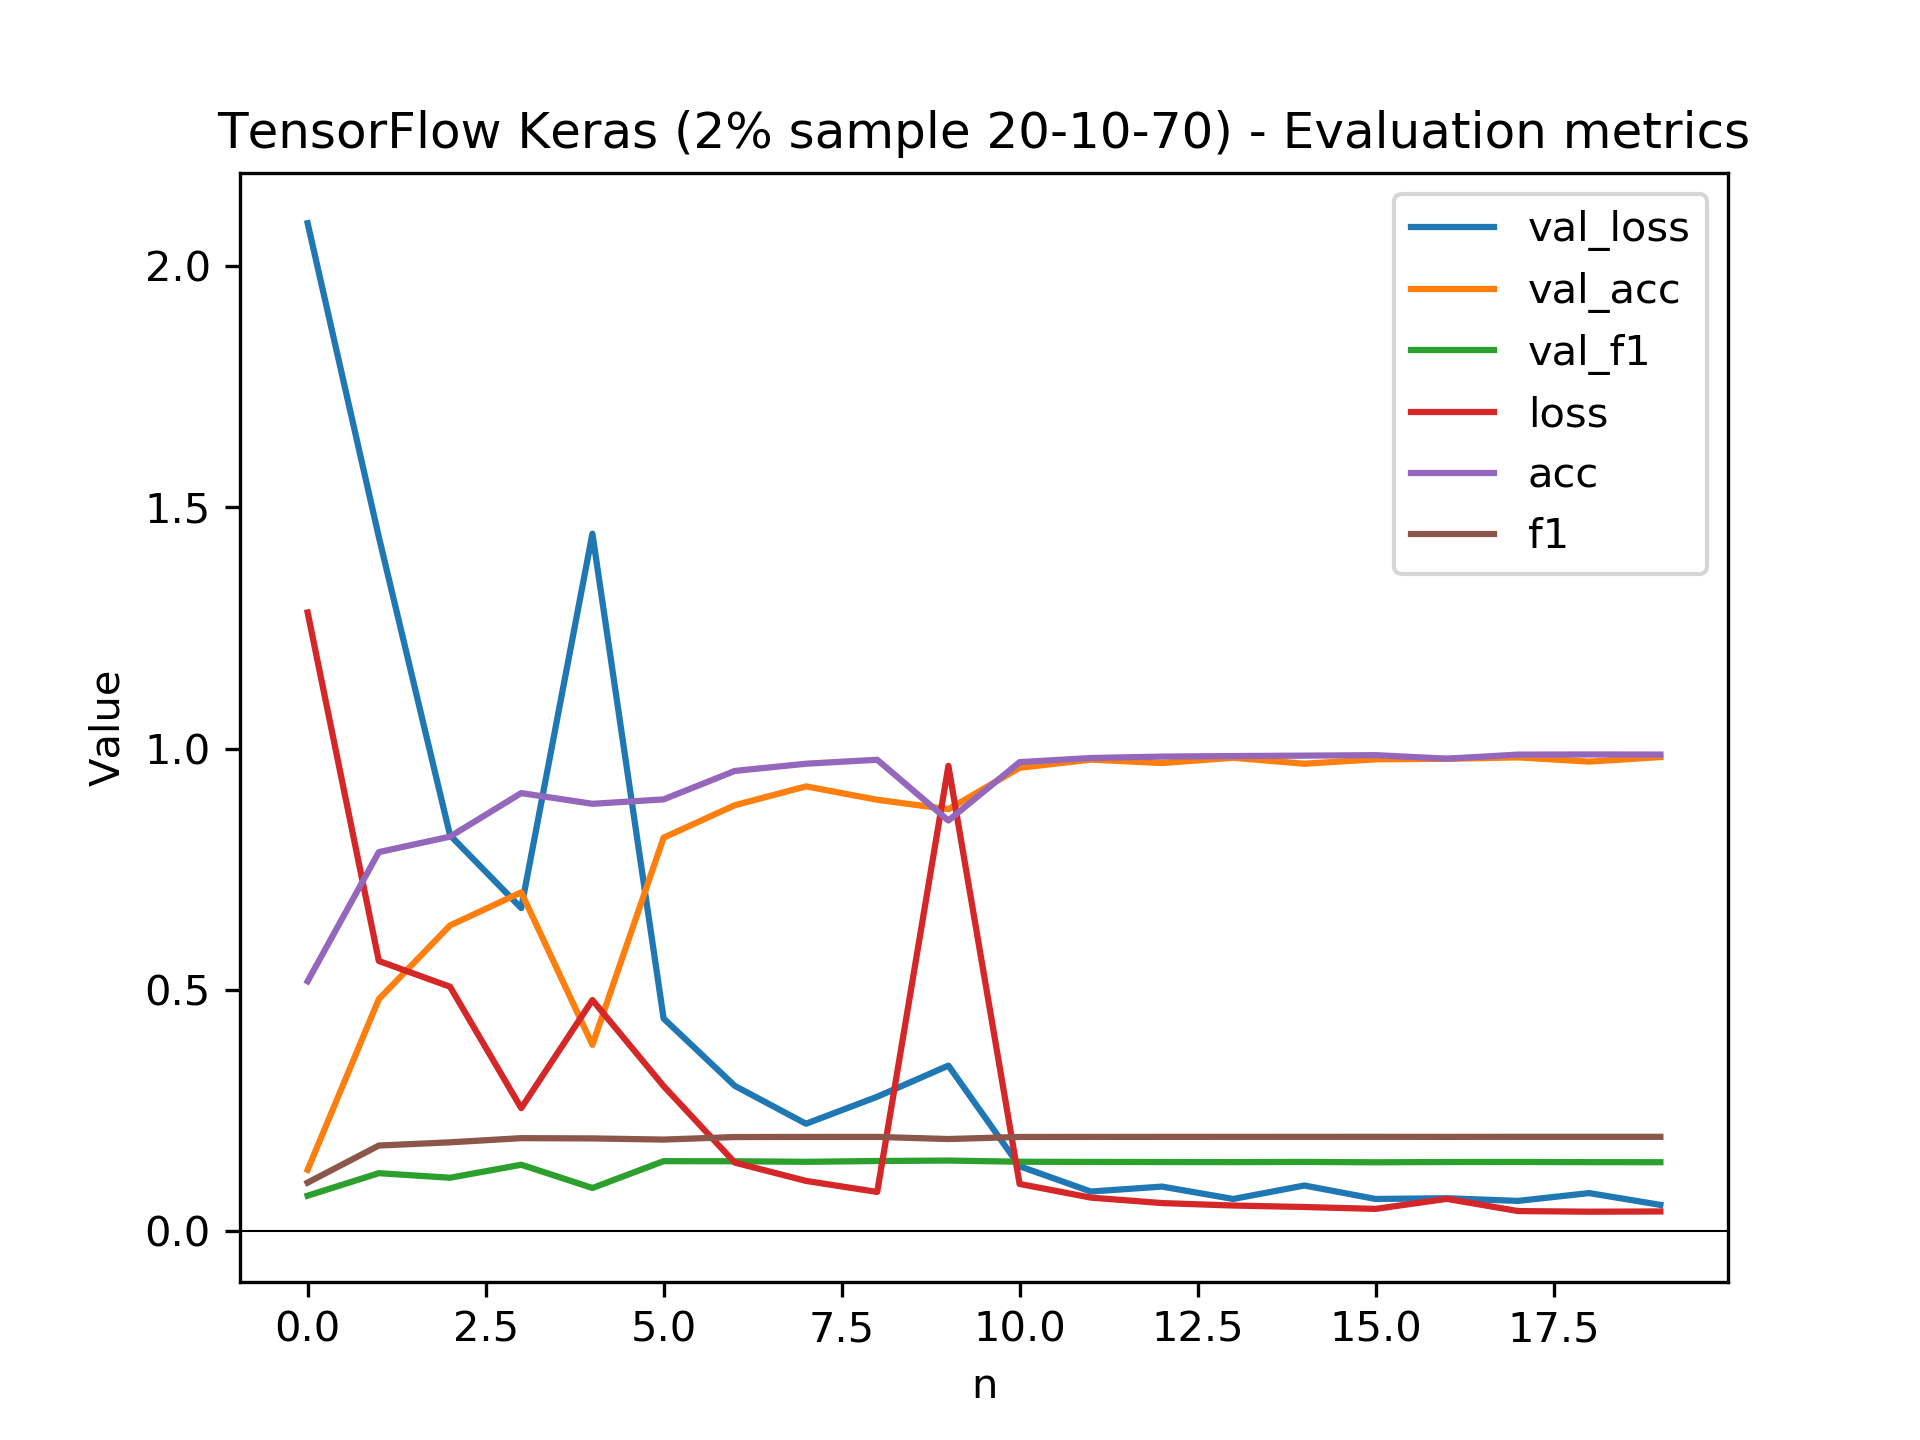 TensorFlow Keras (2% sample 20-10-70) - Evaluation metrics
val_loss
val_acc
val_f1
loss
acc
f1
2.0
1.5
1.0
0.5
0.0
Value
0.0 2.5 5.0 7.5 10.0 12.5 15.0 17.5
n